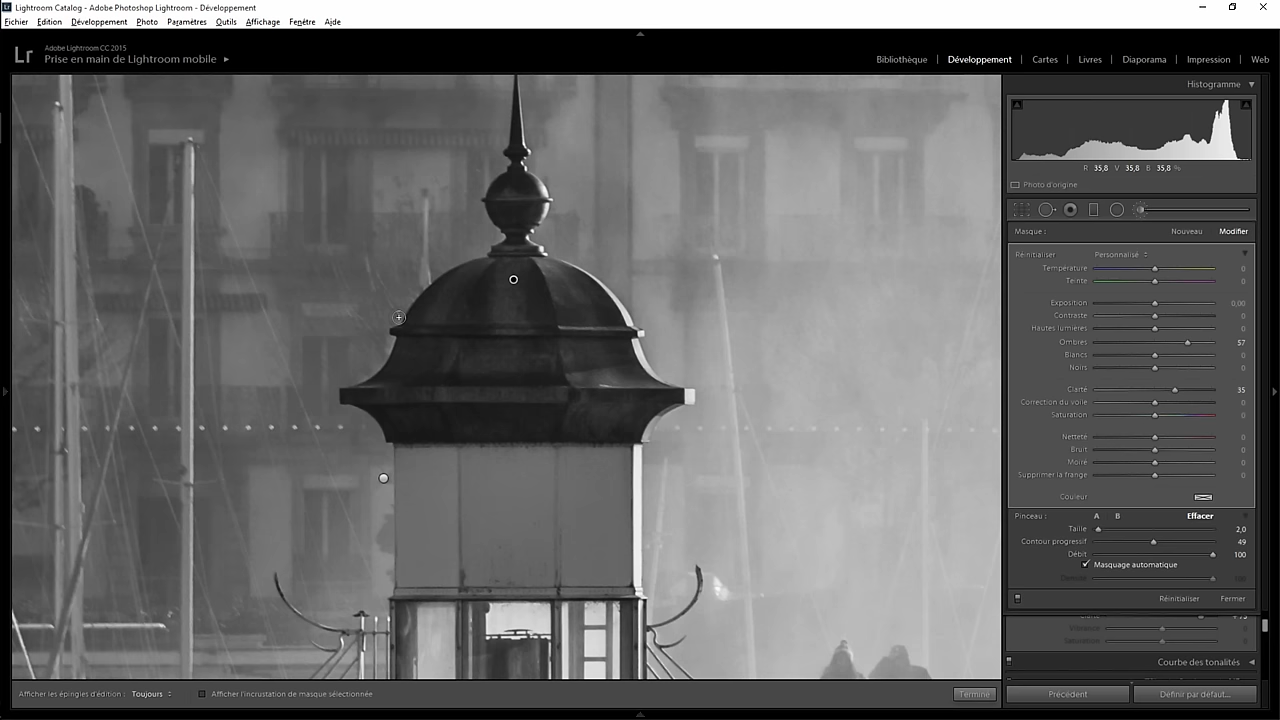 Lightroom Catalog - Adobe Photoshop Lightroom - Développement
Fichier Edition Développement Photo Paramètres Outils Affichage Fenêtre Aide
Lr
Adobe Lightroom CC 2015
Prise en main de Lightroom mobile
Bibliothèque | Développement | Cartes | Livres | Diaporama | Impression | Web
Histogramme
R 35,8 V 35,8 B 35,8 %
Photo d'origine
Masque : Nouveau Modifier
Réinitialiser Personnalisé
Température 0
Teinte 0
Exposition 0,00
Contraste 0
Hautes lumières 0
Ombres 57
Blancs 0
Noirs 0
Clarté 35
Correction du voile 0
Saturation 0
Netteté 0
Bruit 0
Moiré 0
Supprimer la frange 0
Couleur
Pinceau : A B Effacer
Taille 2,0
Contour progressif 49
Débit 100
Masquage automatique
Densité 100
Réinitialiser Fermer
Saturation
Courbe des tonalités
Afficher les épingles d'édition : Toujours Afficher l'incrustation de masque sélectionnée Terminé
Précédent Définir par défaut...